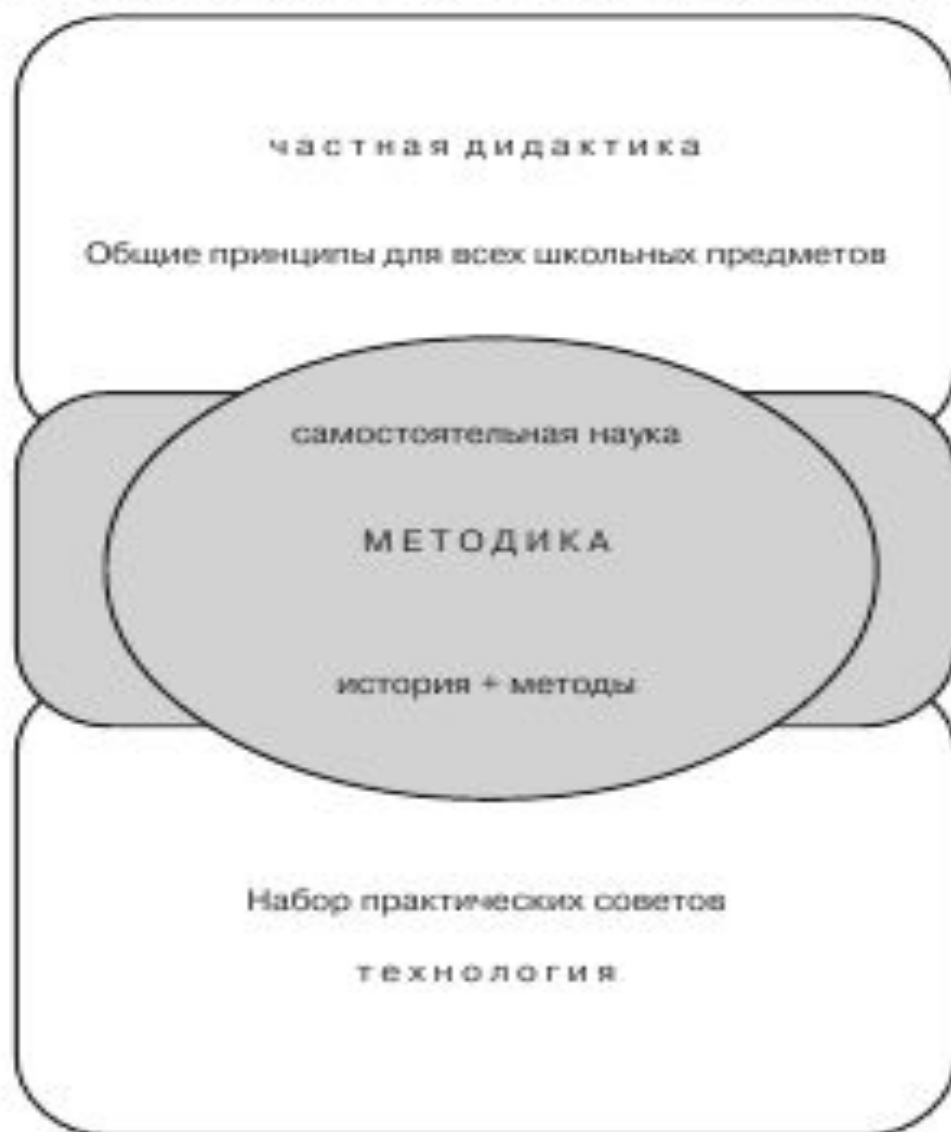 частная дидактика
Общие принципы для всех школьных предметов
самостоятельная наука
МЕТОДИКА
история + методы
Набор практических советов
технология